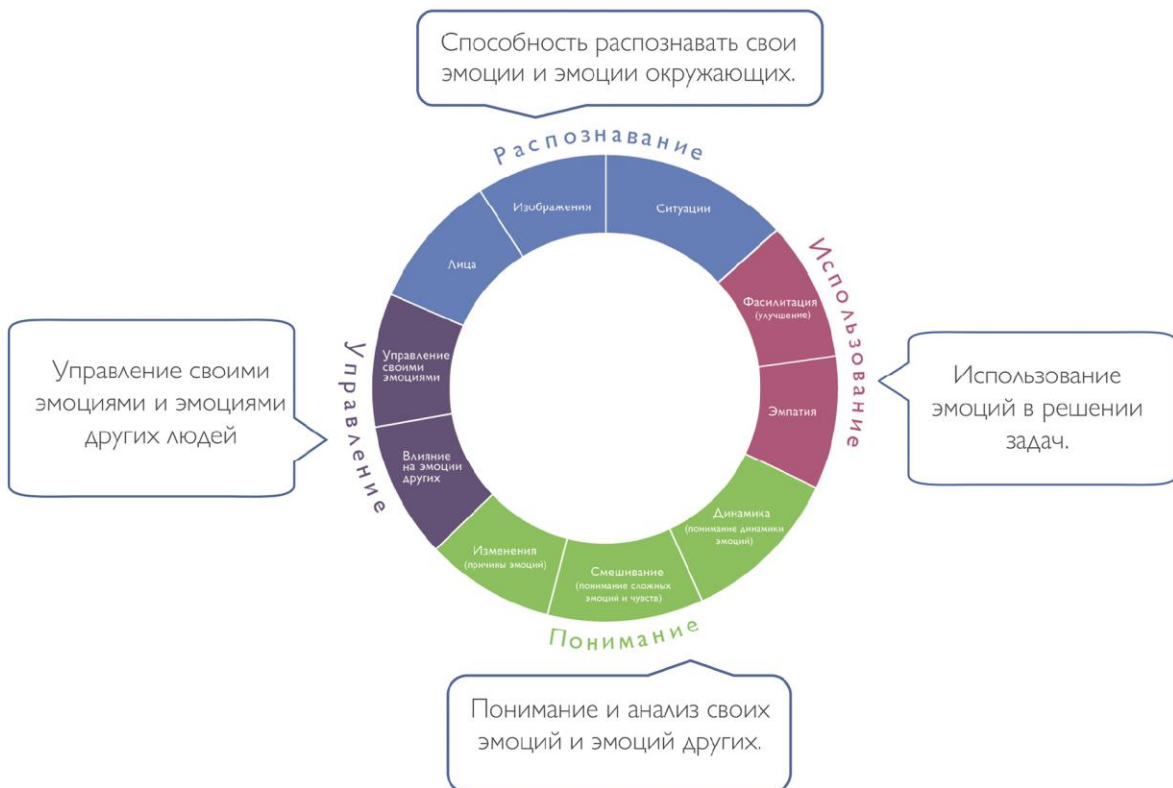 Способность распознавать свои
эмоции и эмоции окружающих.
Распознавание
Изображения
Ситуации
Лица
Использование
Фасилитация
(улучшение)
Эмпатия
Управление своими
эмоциями и эмоциями
других людей
Управление
Управление
своими
эмоциями
Влияние
на эмоции
других
Использование
эмоций в решении
задач.
Динамика
(понимание динамики
эмоций)
Изменения
(причины эмоций)
Смешивание
(понимание сложных
эмоций и чувств)
Понимание
Понимание и анализ своих
эмоций и эмоций других.